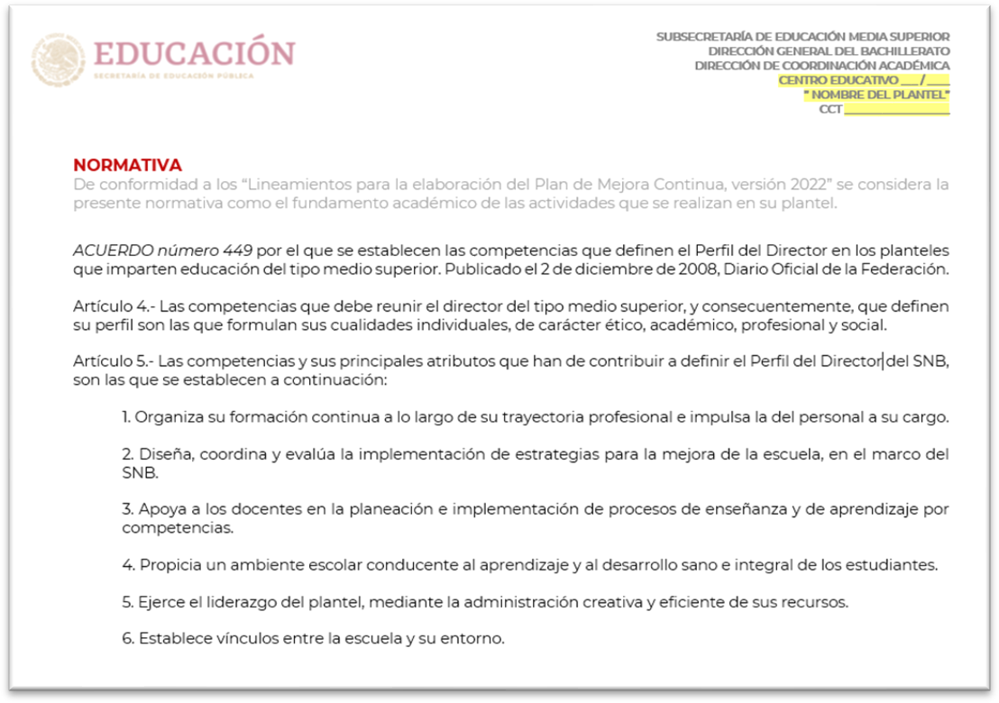 EDUCACIÓN
SECRETARÍA DE EDUCACIÓN PÚBLICA
SUBSECRETARÍA DE EDUCACIÓN MEDIA SUPERIOR
DIRECCIÓN GENERAL DEL BACHILLERATO
DIRECCIÓN DE COORDINACIÓN ACADÉMICA
CENTRO EDUCATIVO ___ / ____
" NOMBRE DEL PLANTEL"
CCT __________________
NORMATIVA
De conformidad a los “Lineamientos para la elaboración del Plan de Mejora Continua, versión 2022” se considera la
presente normativa como el fundamento académico de las actividades que se realizan en su plantel.
ACUERDO número 449 por el que se establecen las competencias que definen el Perfil del Director en los planteles
que imparten educación del tipo medio superior. Publicado el 2 de diciembre de 2008, Diario Oficial de la Federación.
Artículo 4.- Las competencias que debe reunir el director del tipo medio superior, y consecuentemente, que definen
su perfil son las que formulan sus cualidades individuales, de carácter ético, académico, profesional y social.
Artículo 5.- Las competencias y sus principales atributos que han de contribuir a definir el Perfil del Director del SNB,
son las que se establecen a continuación:
1. Organiza su formación continua a lo largo de su trayectoria profesional e impulsa la del personal a su cargo.
2. Diseña, coordina y evalúa la implementación de estrategias para la mejora de la escuela, en el marco del
SNB.
3. Apoya a los docentes en la planeación e implementación de procesos de enseñanza y de aprendizaje por
competencias.
4. Propicia un ambiente escolar conducente al aprendizaje y al desarrollo sano e integral de los estudiantes.
5. Ejerce el liderazgo del plantel, mediante la administración creativa y eficiente de sus recursos.
6. Establece vínculos entre la escuela y su entorno.